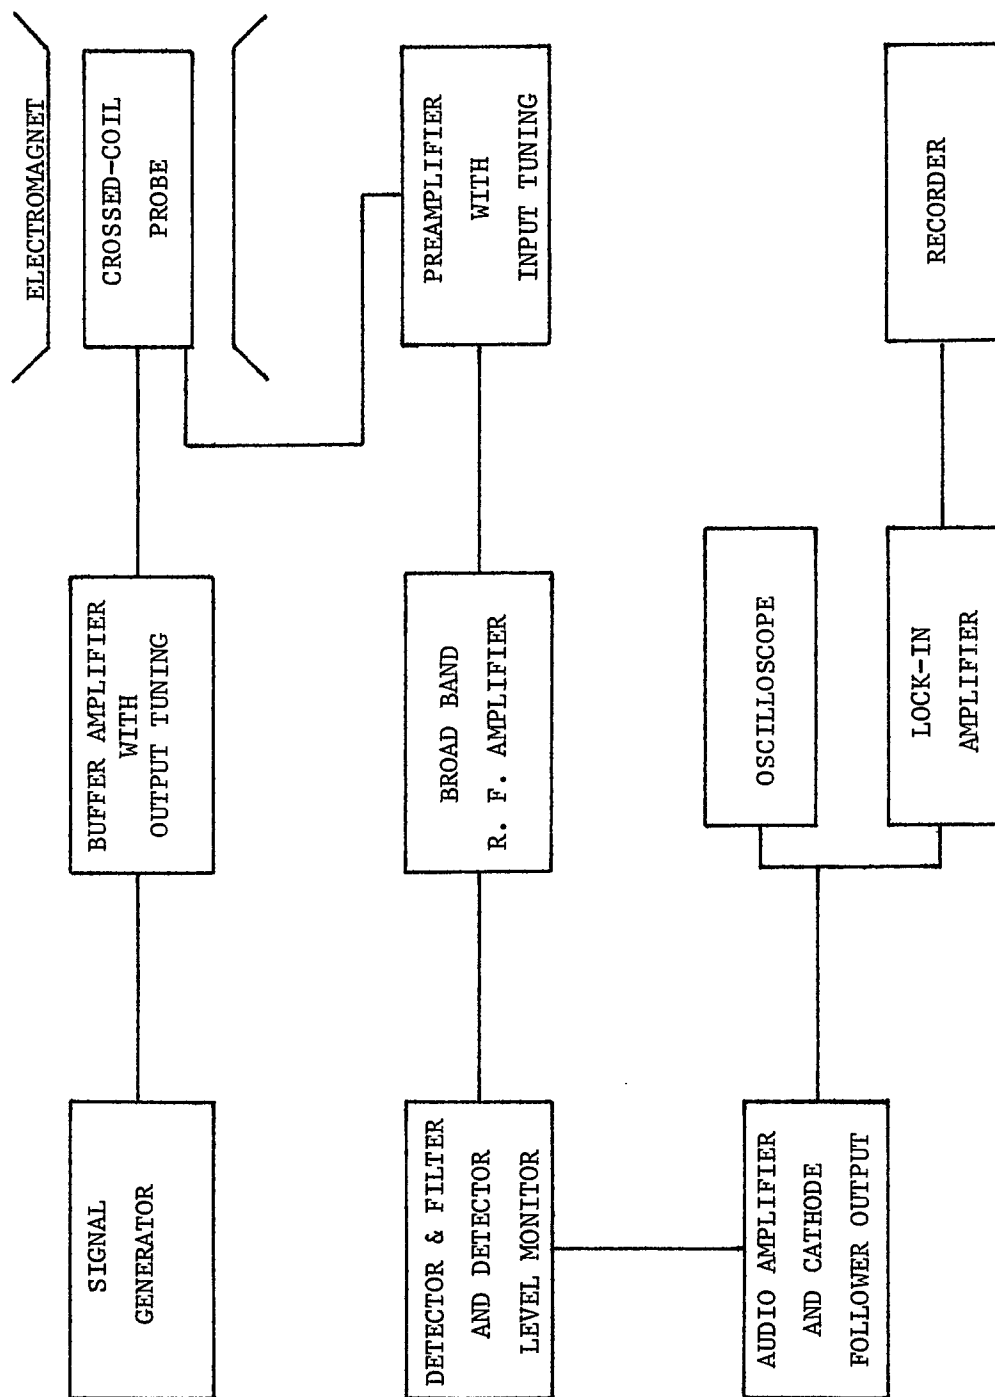 SIGNAL
GENERATOR
BUFFER AMPLIFIER
WITH
OUTPUT TUNING
ELECTROMAGNET
CROSSED-COIL
PROBE
DETECTOR & FILTER
AND DETECTOR
LEVEL MONITOR
BROAD BAND
R. F. AMPLIFIER
PREAMPLIFIER
WITH
INPUT TUNING
AUDIO AMPLIFIER
AND CATHODE
FOLLOWER OUTPUT
OSCILLOSCOPE
LOCK-IN
AMPLIFIER
RECORDER